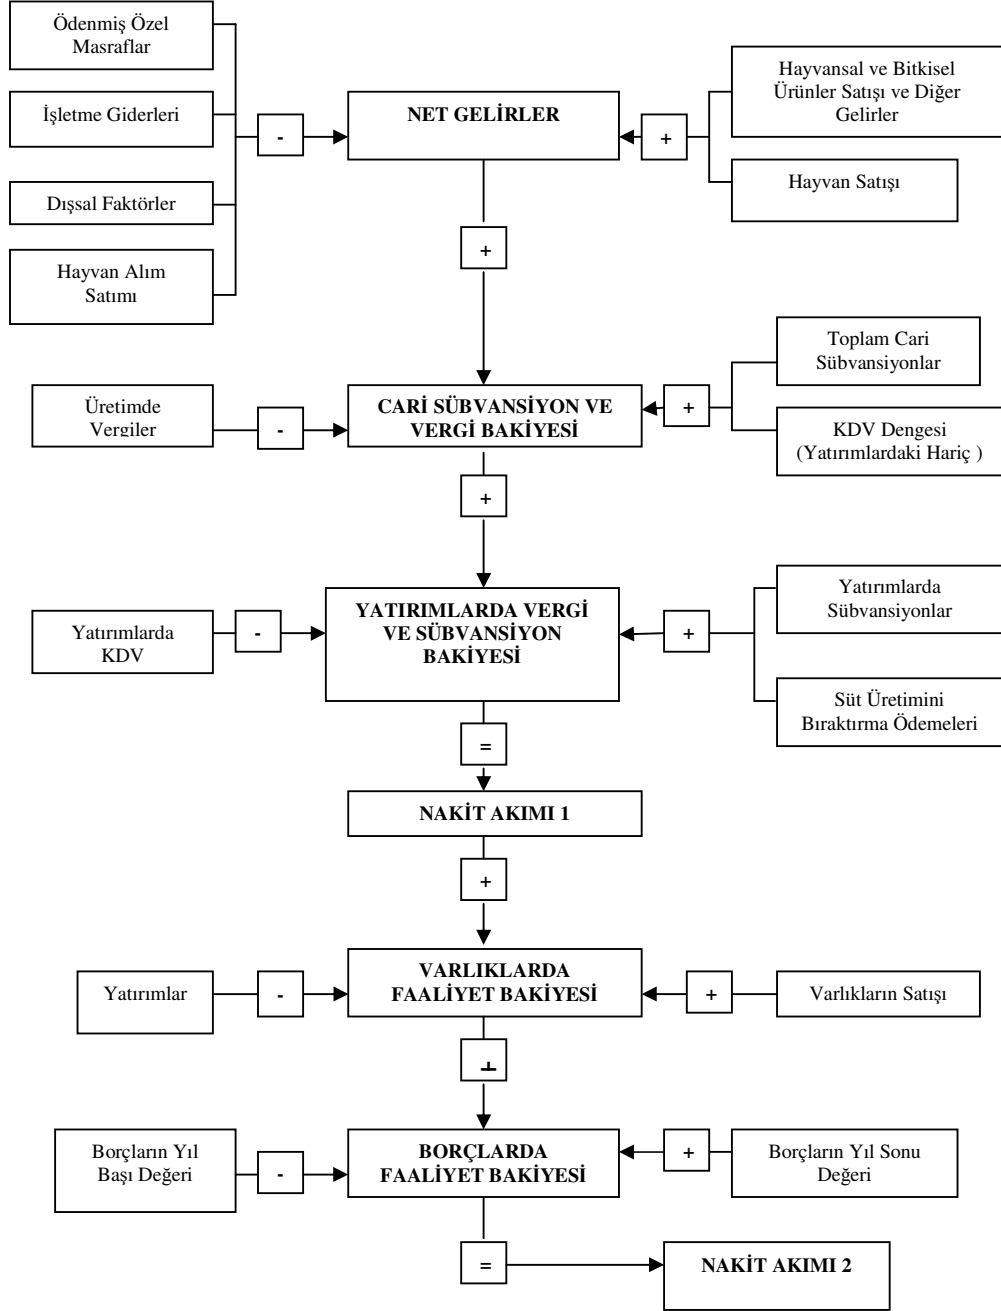 Ödenmiş Özel
Masraflar
İşletme Giderleri
Dışsal Faktörler
Hayvan Alım
Satımı
-
NET GELİRLER
+
Hayvansal ve Bitkisel
Ürünler Satışı ve Diğer
Gelirler
Hayvan Satışı
+
Üretimde
Vergiler
-
CARİ SÜBVANSİYON VE
VERGİ BAKİYESİ
+
Toplam Cari
Sübvansiyonlar
KDV Dengesi
(Yatırımlardaki Hariç )
+
Yatırımlarda
KDV
-
YATIRIMLARDA VERGİ
VE SÜBVANSİYON
BAKİYESİ
+
Yatırımlarda
Sübvansiyonlar
Süt Üretimini
Bıraktırma Ödemeleri
=
NAKİT AKIMI 1
+
Yatırımlar
-
VARLIKLARDA
FAALİYET BAKİYESİ
+
Varlıkların Satışı
+
Borçların Yıl
Başı Değeri
-
BORÇLARDA
FAALİYET BAKİYESİ
+
Borçların Yıl Sonu
Değeri
=
NAKİT AKIMI 2